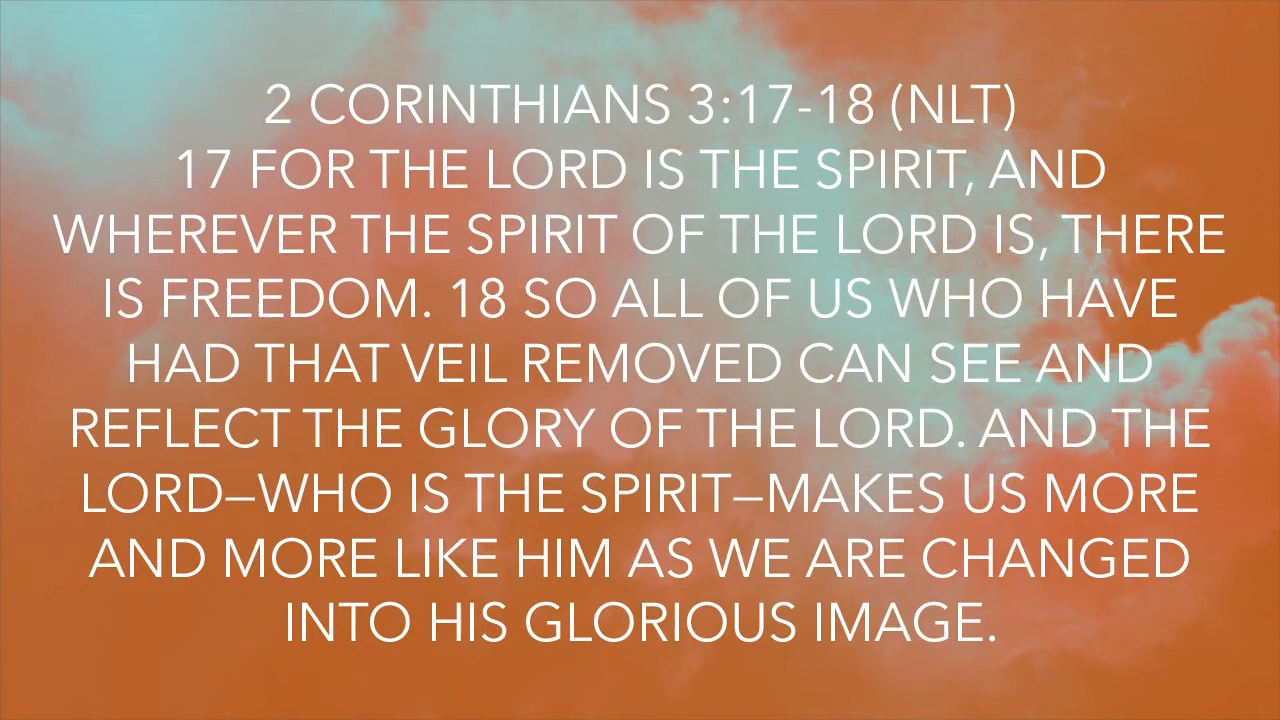 2 CORINTHIANS 3:17-18 (NLT)
17 FOR THE LORD IS THE SPIRIT, AND
WHEREVER THE SPIRIT OF THE LORD IS, THERE
IS FREEDOM. 18 SO ALL OF US WHO HAVE
HAD THAT VEIL REMOVED CAN SEE AND
REFLECT THE GLORY OF THE LORD. AND THE
LORD—WHO IS THE SPIRIT—MAKES US MORE
AND MORE LIKE HIM AS WE ARE CHANGED
INTO HIS GLORIOUS IMAGE.